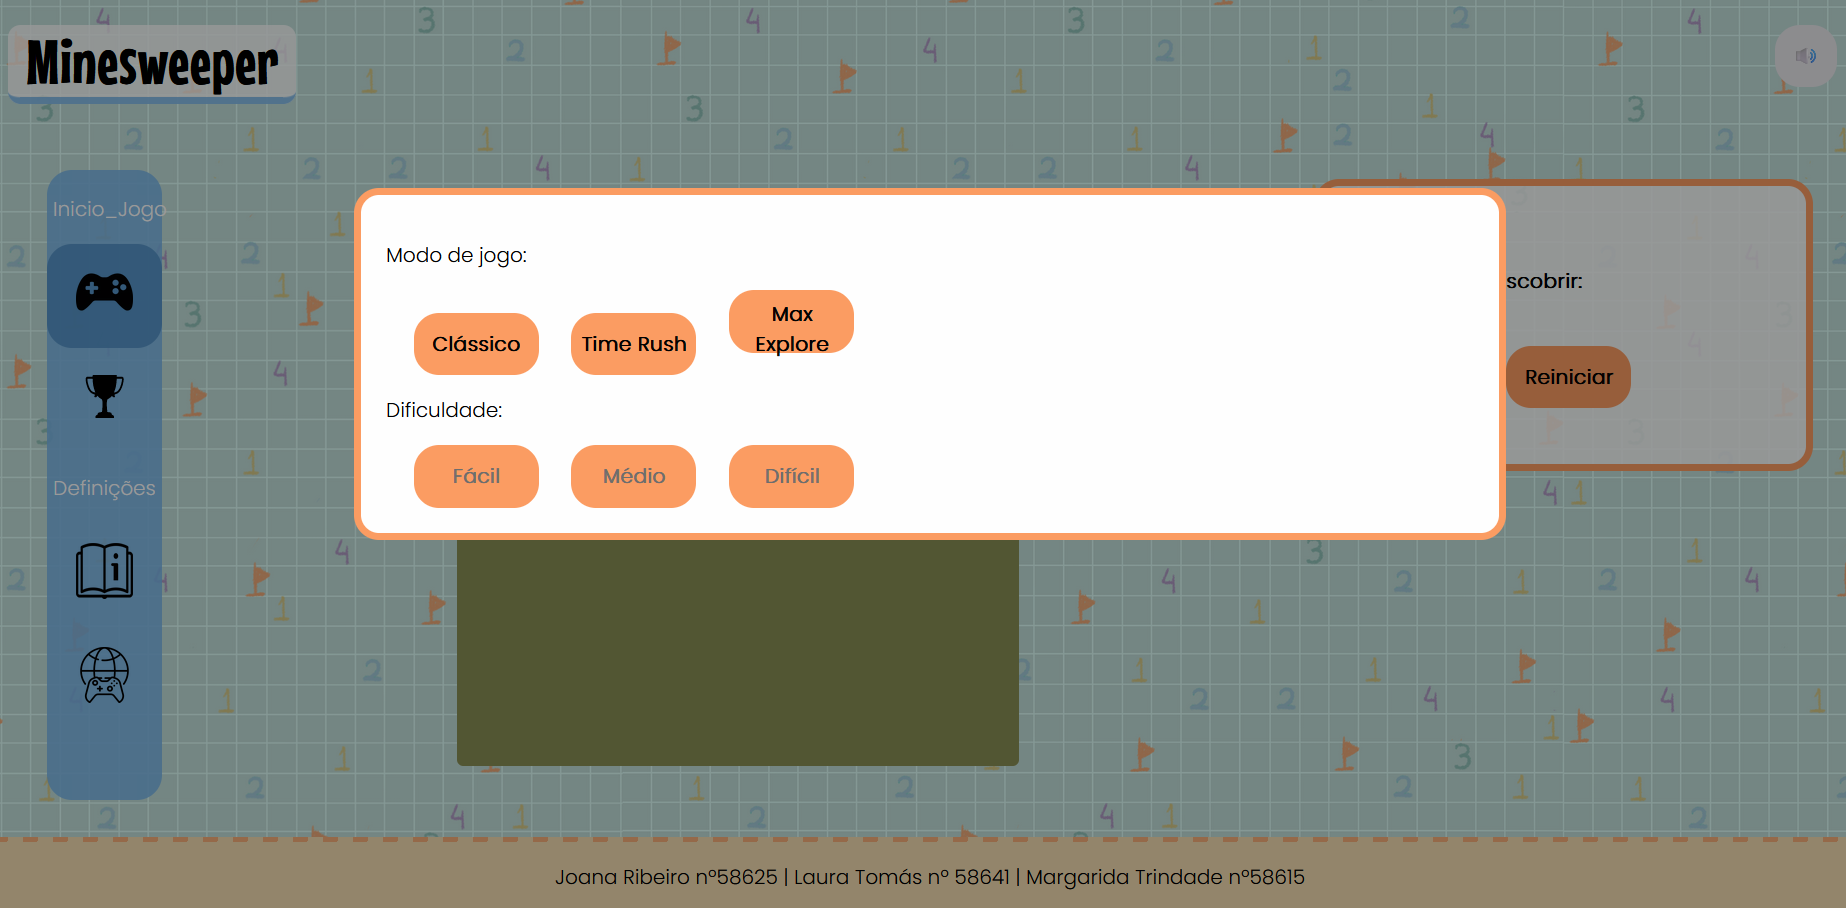 Minesweeper
Inicio_Jogo
Definições
Modo de jogo:
Clássico
Time Rush
Max
Explore
Dificuldade:
Fácil
Médio
Difícil
scobrir:
Reiniciar
Joana Ribeiro nº58625 | Laura Tomás nº 58641 | Margarida Trindade nº58615